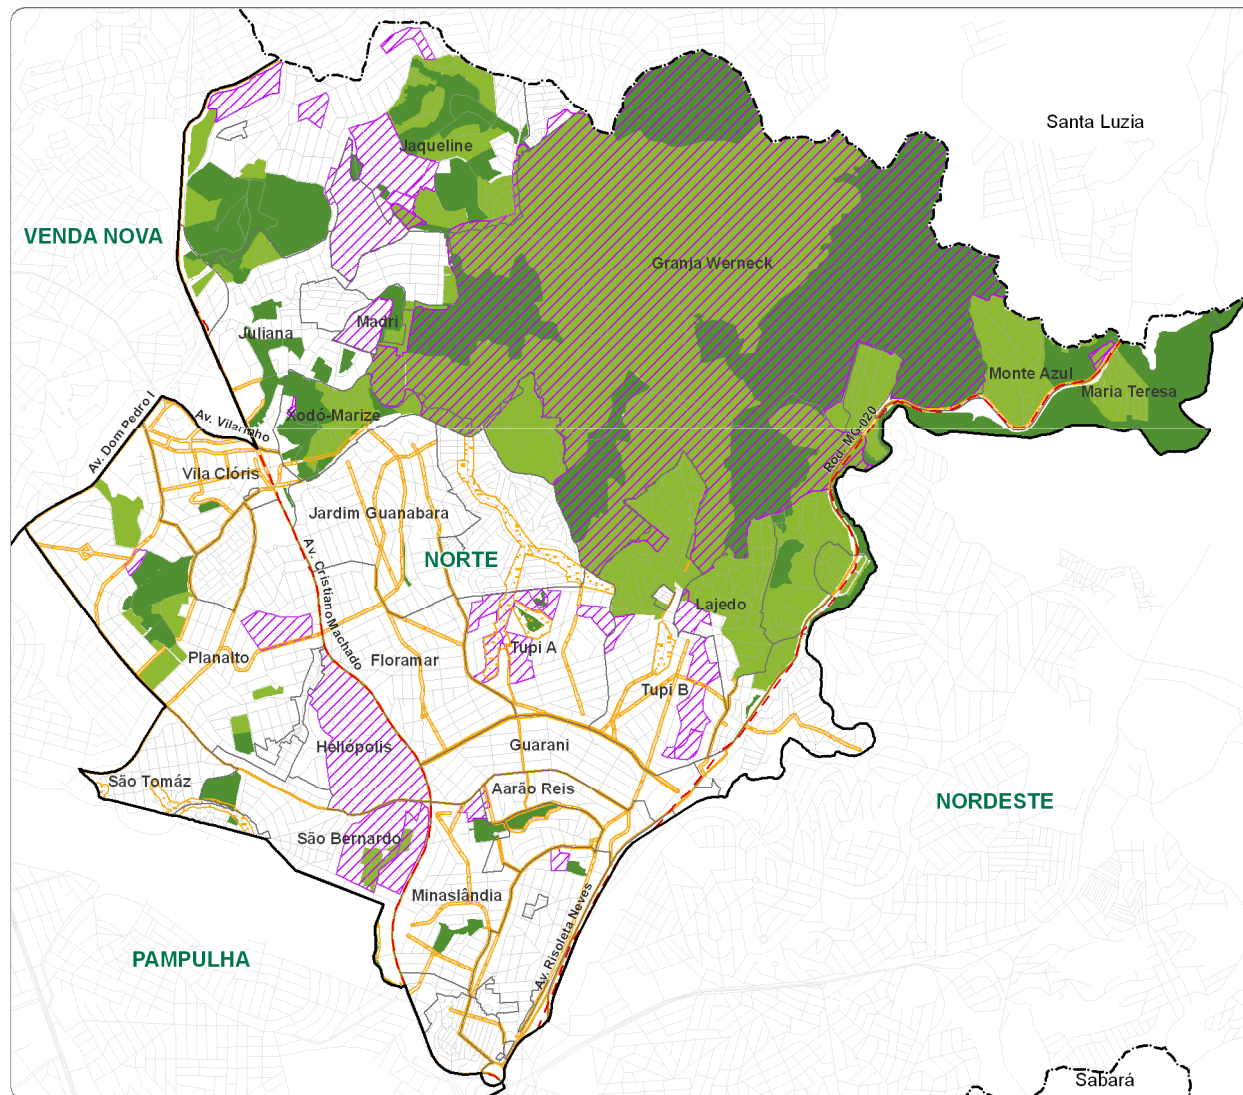 Santa Luzia
Jaqueline
VENDA NOVA
Granja Werneck
Madri
Juliana
Monte Azul
Maria Teresa
Xodó-Marize
Av. Dom Pedro I
Av. Vilarinho
Rod. MG-020
Vila Clóris
Jardim Guanabara
NORTE
Av. Cristiano Machado
Lajedo
Tupi A
Planalto
Floramar
Tupi B
Heliópolis
Guarani
São Tomáz
Aarão Reis
NORDESTE
São Bernardo
Minaslândia
Av. Risoleta Neves
PAMPULHA
Sabará